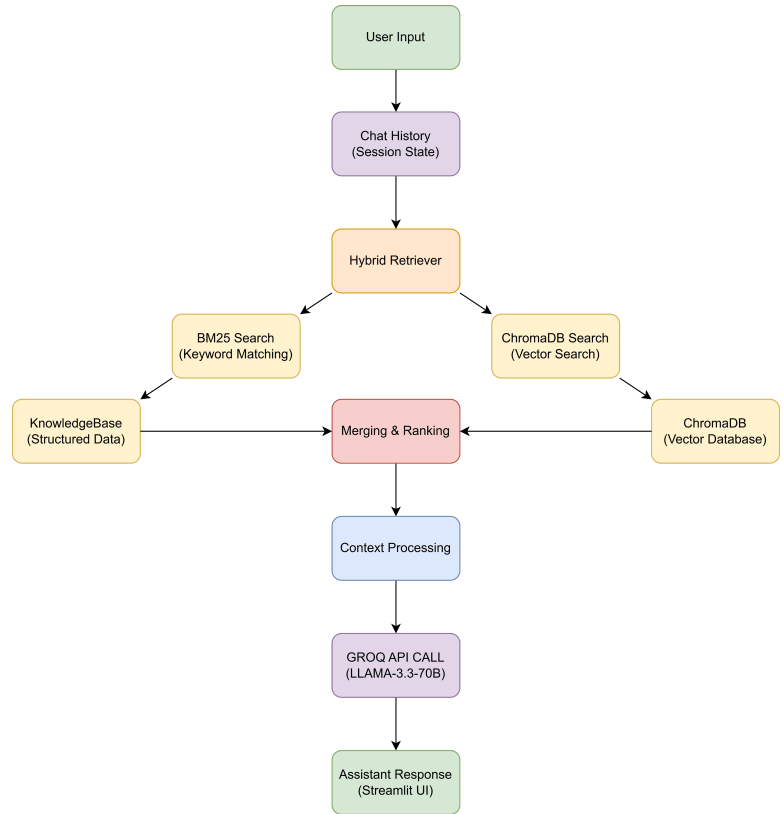 User Input
Chat History
(Session State)
Hybrid Retriever
BM25 Search
(Keyword Matching)
ChromaDB Search
(Vector Search)
KnowledgeBase
(Structured Data)
Merging & Ranking
ChromaDB
(Vector Database)
Context Processing
GROQ API CALL
(LLAMA-3.3-70B)
Assistant Response
(Streamlit UI)